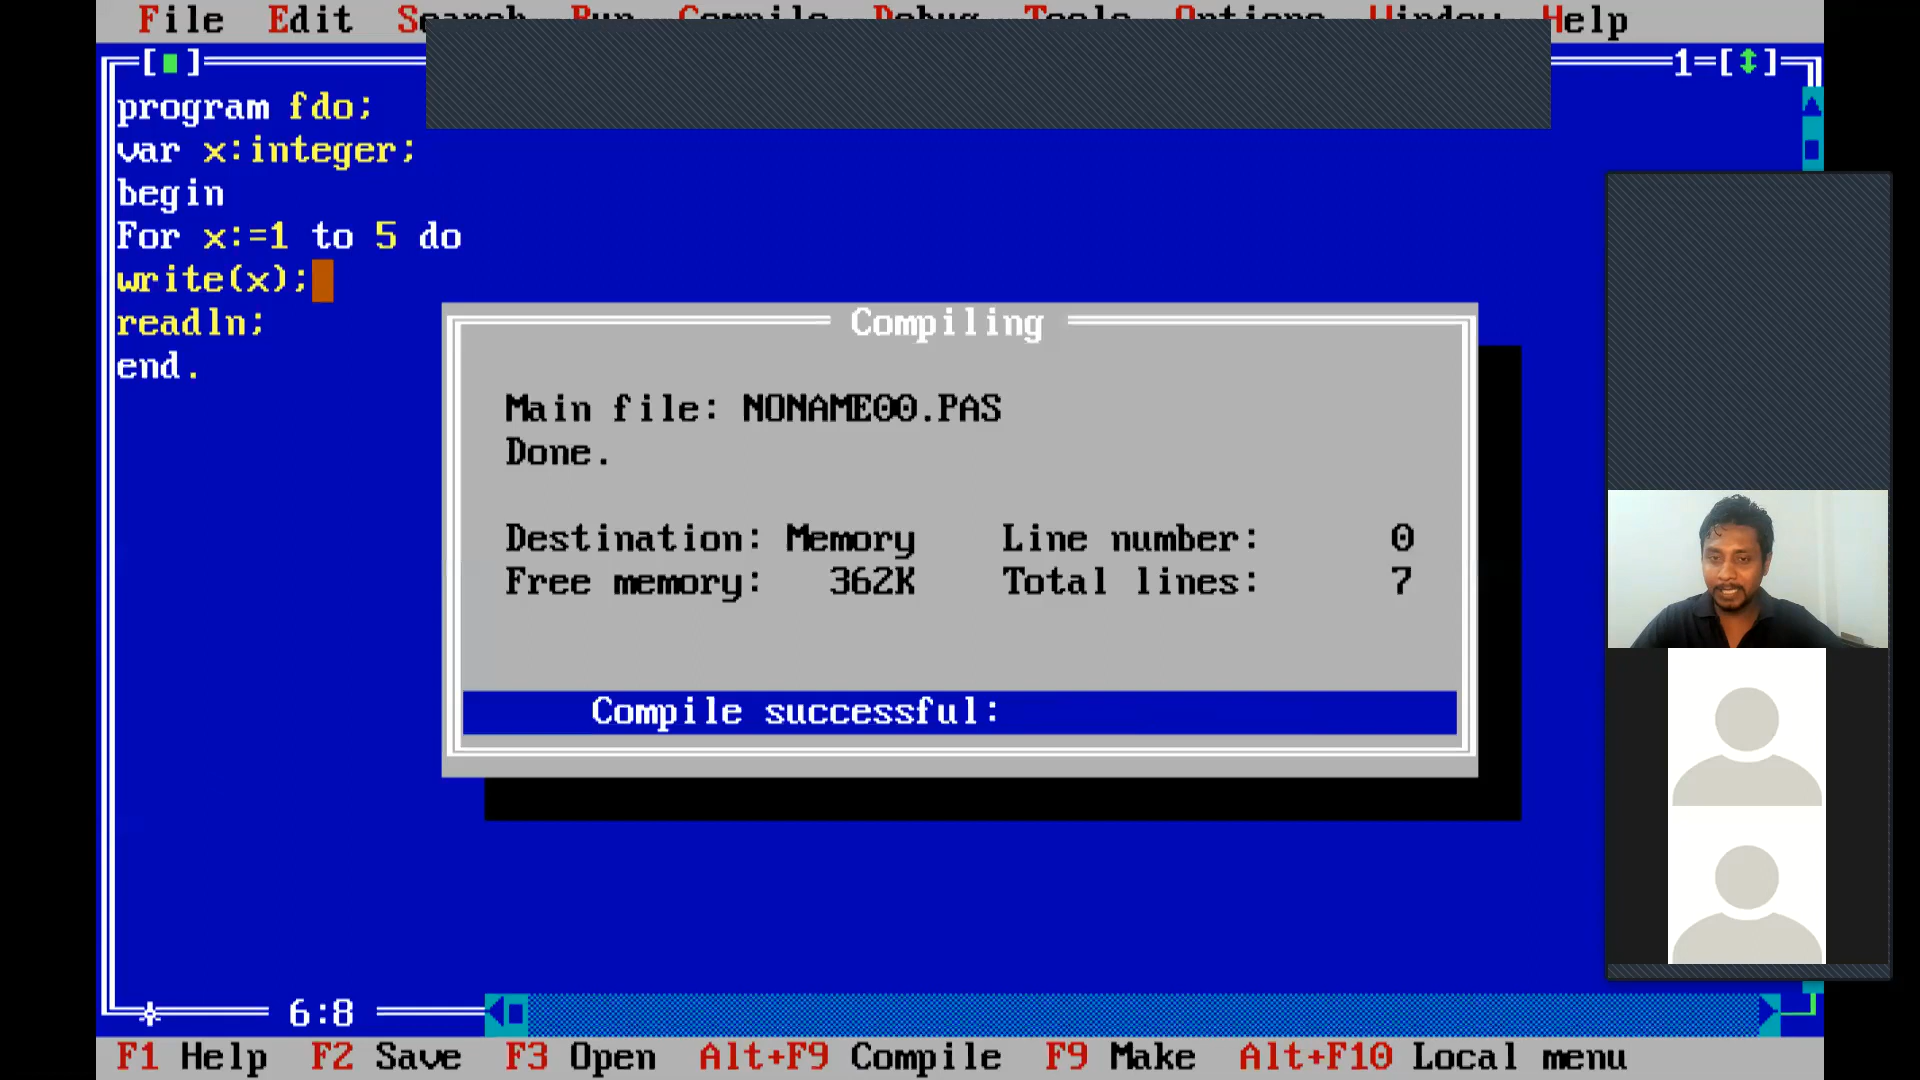 File Edit Search Run Compile Debug Tools Options Window Help
[■] 1=[↕]
program fdo;
var x:integer;
begin
For x:=1 to 5 do
write(x);
readln;
end.
Compiling
Main file: NONAME00.PAS
Done.
Destination: Memory Line number: 0
Free memory: 362K Total lines: 7
Compile successful:
6:8
F1 Help F2 Save F3 Open Alt+F9 Compile F9 Make Alt+F10 Local menu